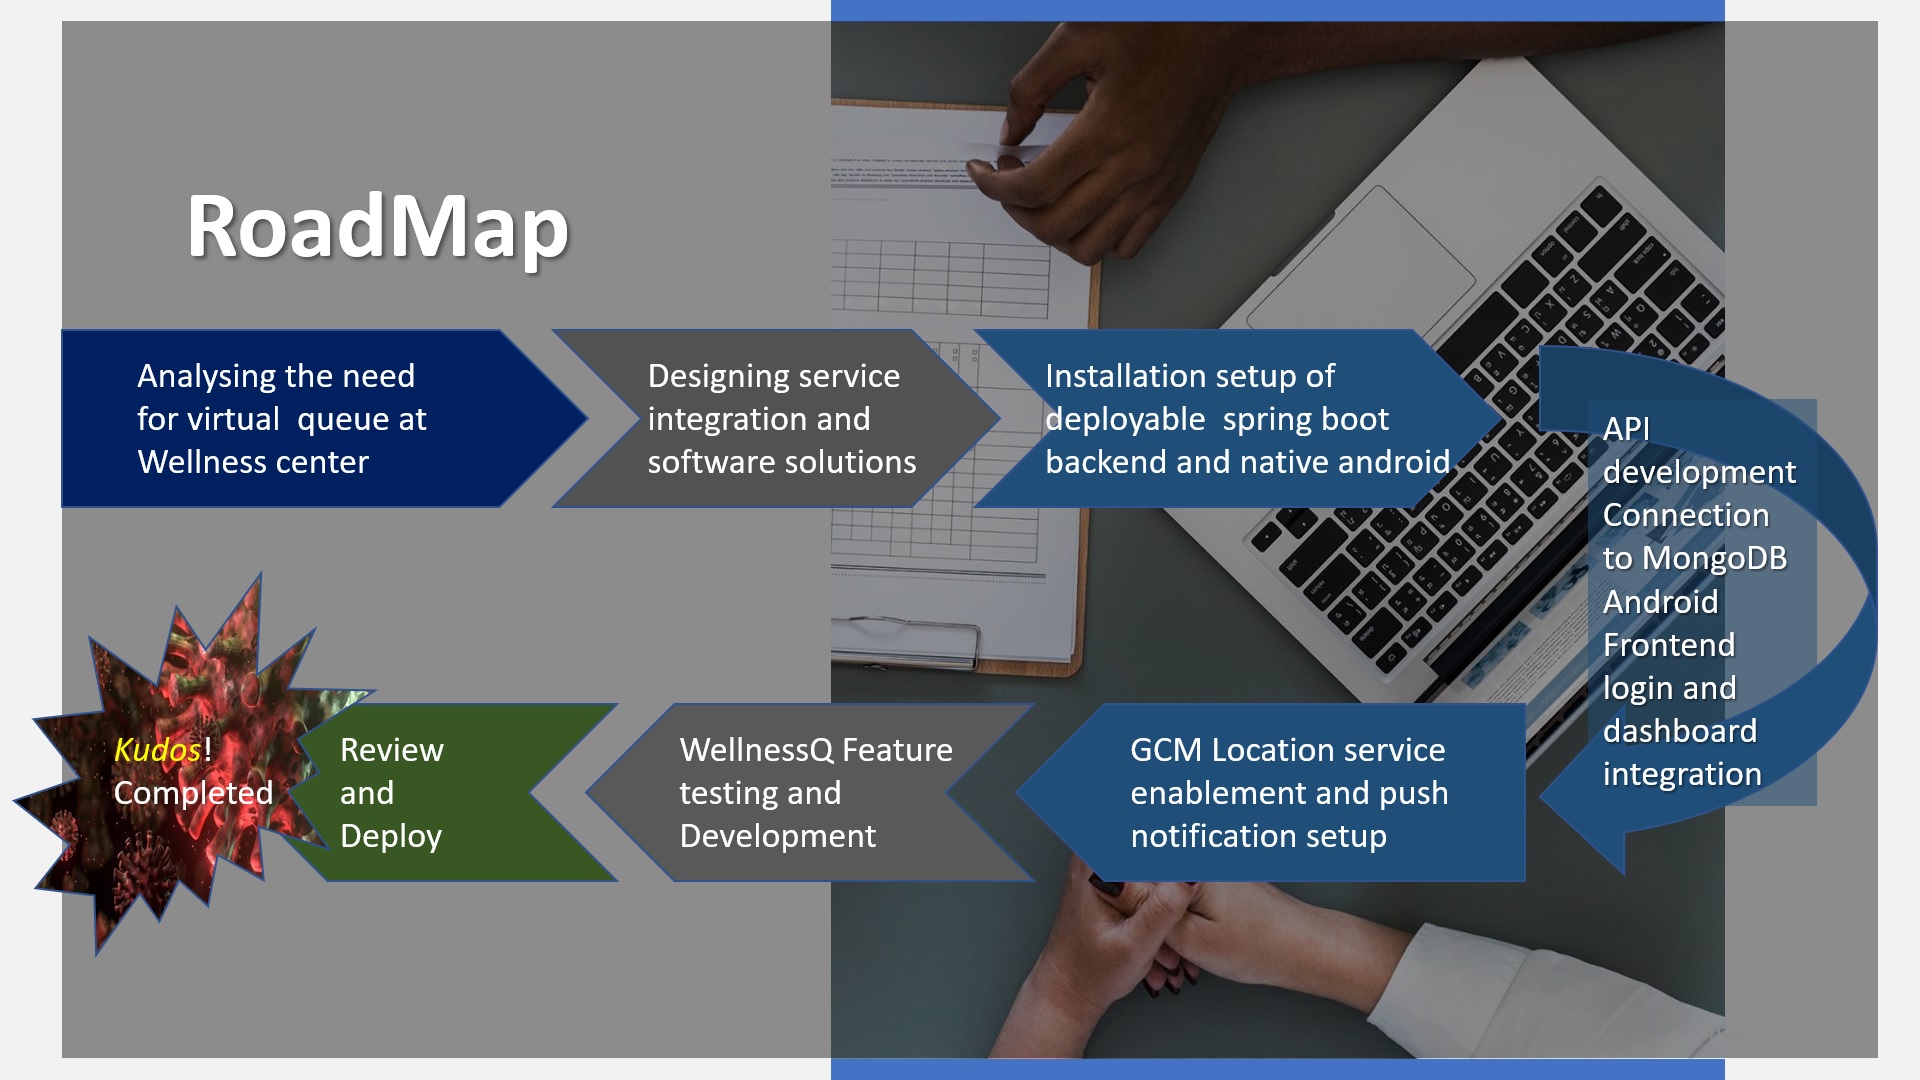 RoadMap
Analysing the need
for virtual  queue at
Wellness center
Designing service
integration and
software solutions
Installation setup of
deployable  spring boot
backend and native android
API
development
Connection
to MongoDB
Android
Frontend
login and
dashboard
integration
GCM Location service
enablement and push
notification setup
WellnessQ Feature
testing and
Development
Review
and
Deploy
Kudos!
Completed